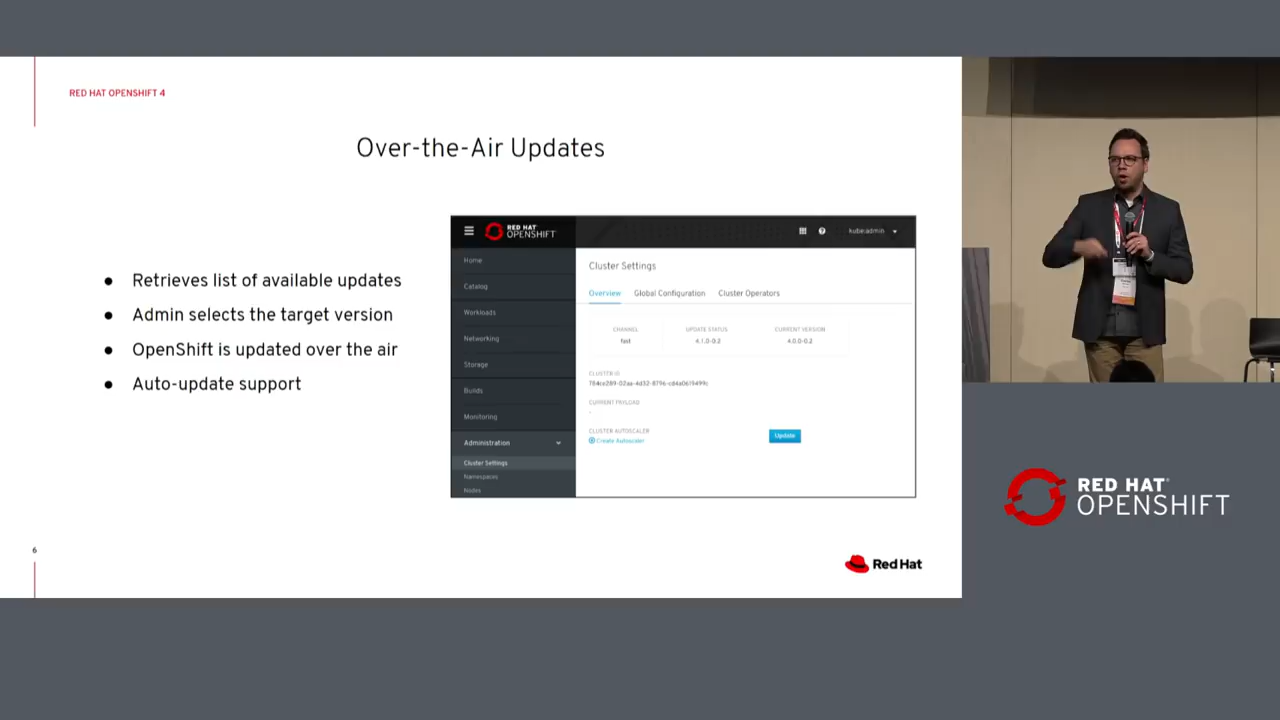 RED HAT OPENSHIFT 4
Over-the-Air Updates
● Retrieves list of available updates
● Admin selects the target version
● OpenShift is updated over the air
● Auto-update support
RED HAT
OPENSHIFT
kube:admin
Home
Catalog
Workloads
Networking
Storage
Builds
Monitoring
Administration
Cluster Settings
Namespaces
Nodes
Cluster Settings
Overview Global Configuration Cluster Operators
CHANNEL UPDATE STATUS CURRENT VERSION
fast 4.1.0-0.2 4.0.0-0.2
CLUSTER ID
CURRENT PAYLOAD
-
CLUSTER AUTOSCALER
Create Autoscaler
Update
6
Red Hat
RED HAT®
OPENSHIFT